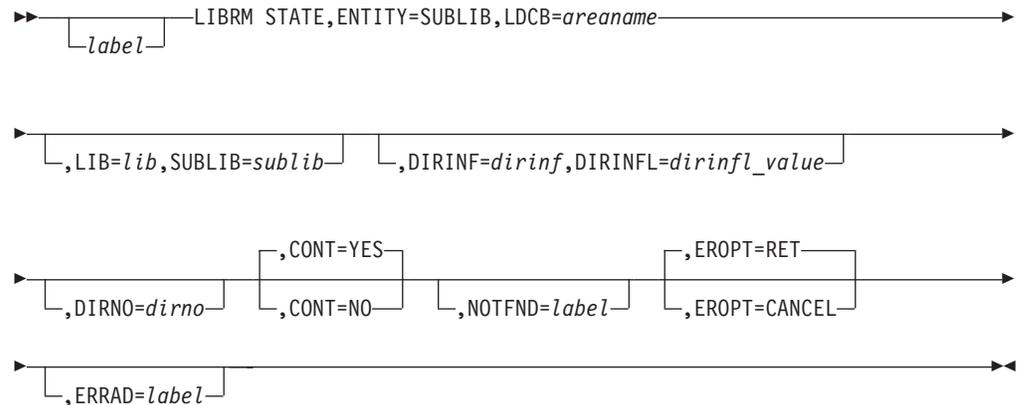 LIBRM STATE,ENTITY=SUBLIB,LDCB=areaname
label
,LIB=lib,SUBLIB=sublib ,DIRINF=dirinf,DIRINFL=dirinfl_value
,CONT=YES ,EROPT=RET
,DIRNO=dirno ,CONT=NO ,NOTFND=label ,EROPT=CANCEL
,ERRAD=label